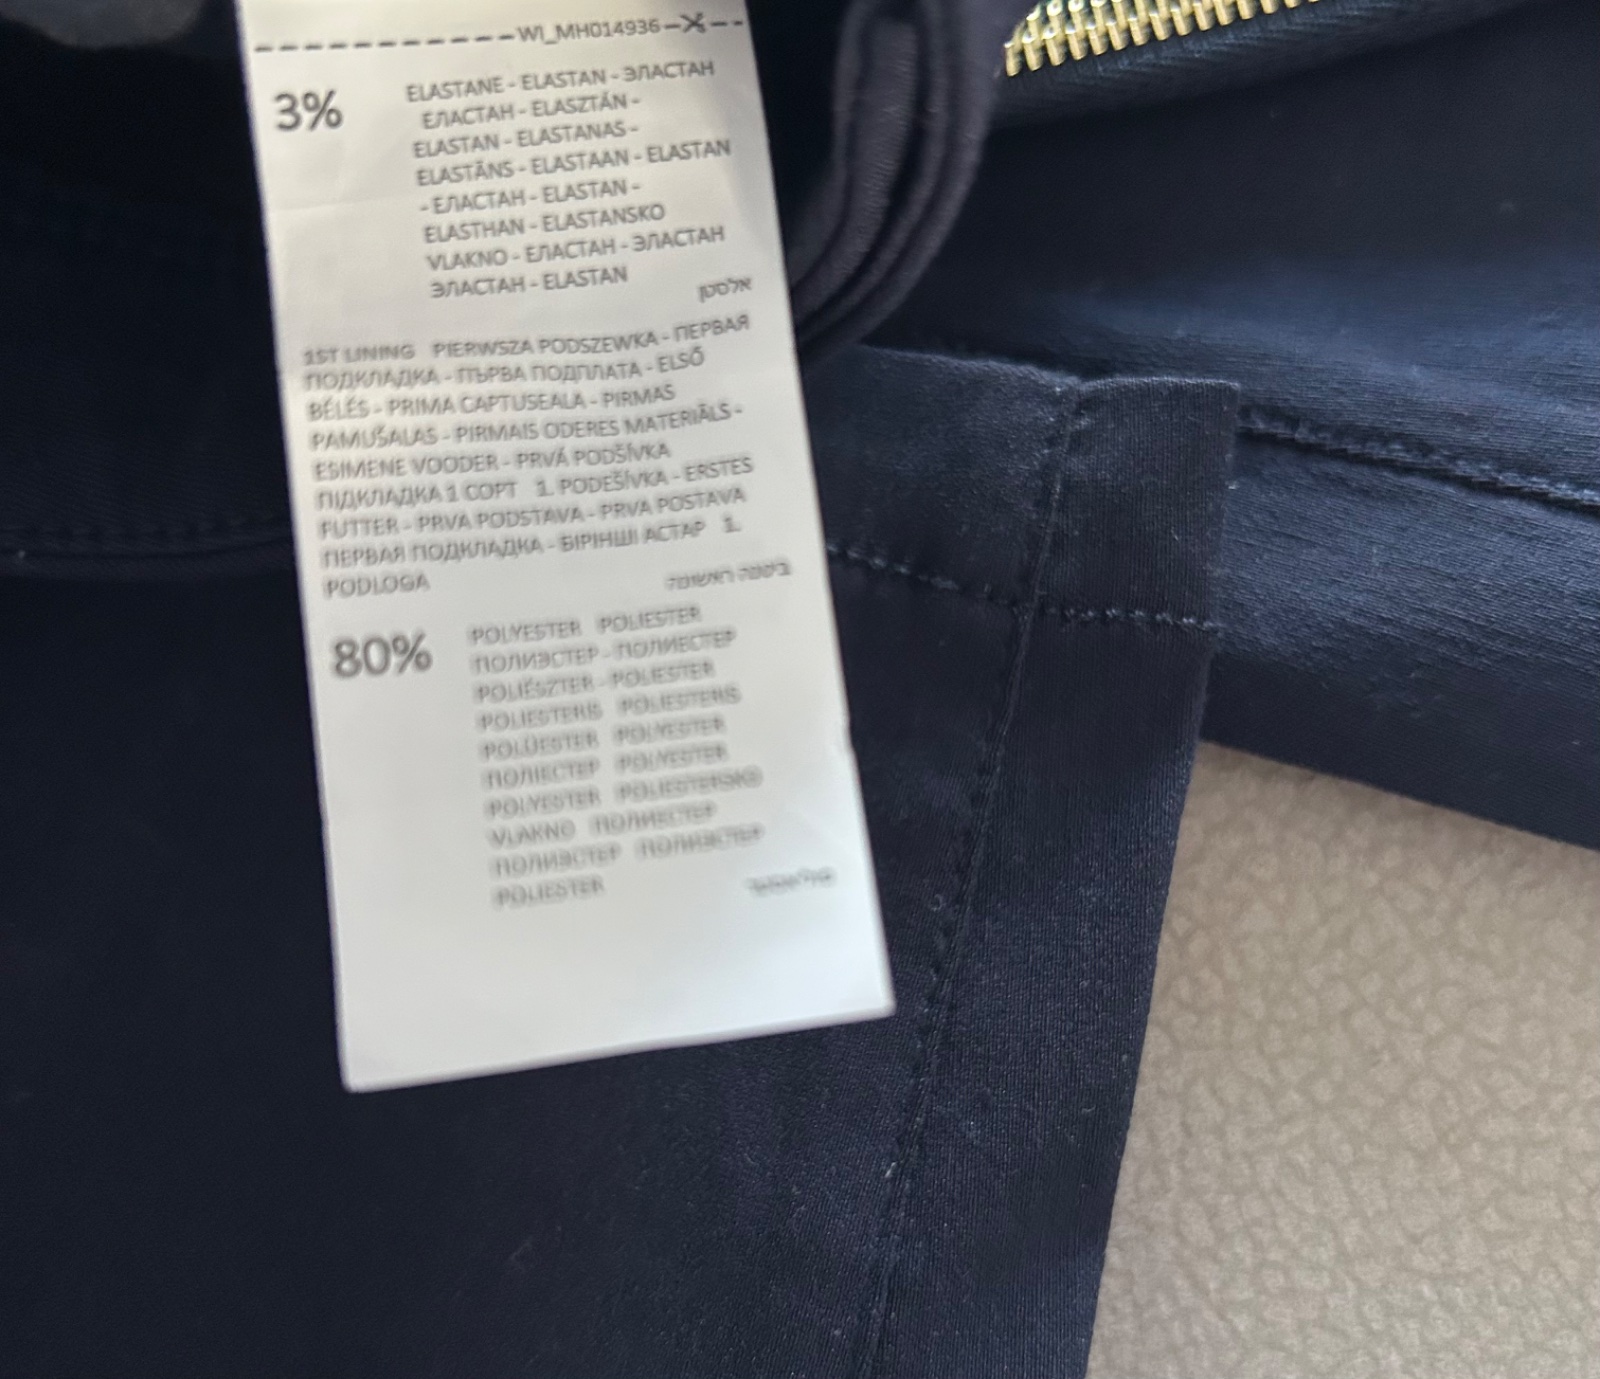 WI_MH014936
3% ELASTANE - ELASTAN - ЭЛАСТАН
ЕЛАСТАН - ELASZTÁN -
ELASTAN - ELASTANAS -
ELASTĀNS - ELASTAAN - ELASTAN
- ЕЛАСТАН - ELASTAN -
ELASTHAN - ELASTANSKO
VLAKNO - ЕЛАСТАН - ЭЛАСТАН
ЭЛАСТАН - ELASTAN
אלסטן
1ST LINING PIERWSZA PODSZEWKA - ПЕРВАЯ
ПОДКЛАДКА - ПЪРВА ПОДПЛАТА - ELSŐ
BÉLÉS - PRIMA CAPTUSEALA - PIRMAS
PAMUŠALAS - PIRMAIS ODERES MATERIĀLS -
ESIMENE VOODER - PRVÁ PODŠÍVKA
ПІДКЛАДКА 1 СОРТ 1. PODEŠÍVKA - ERSTES
FUTTER - PRVA PODSTAVA - PRVA POSTAVA
ПЕРВАЯ ПОДКЛАДКА - БІРІНШІ АСТАР 1.
PODLOGA
בטנה ראשונה
80% POLYESTER POLIESTER
ПОЛИЭСТЕР - ПОЛИЕСТЕР
POLIÉSZTER - POLIESTER
POLIESTERIS POLIESTERIS
POLÜESTER POLYESTER
ПОЛІЕСТЕР POLYESTER
POLYESTER POLIESTERSKO
VLAKNO ПОЛИЕСТЕР
ПОЛИЭСТЕР ПОЛИЭСТЕР
POLIESTER